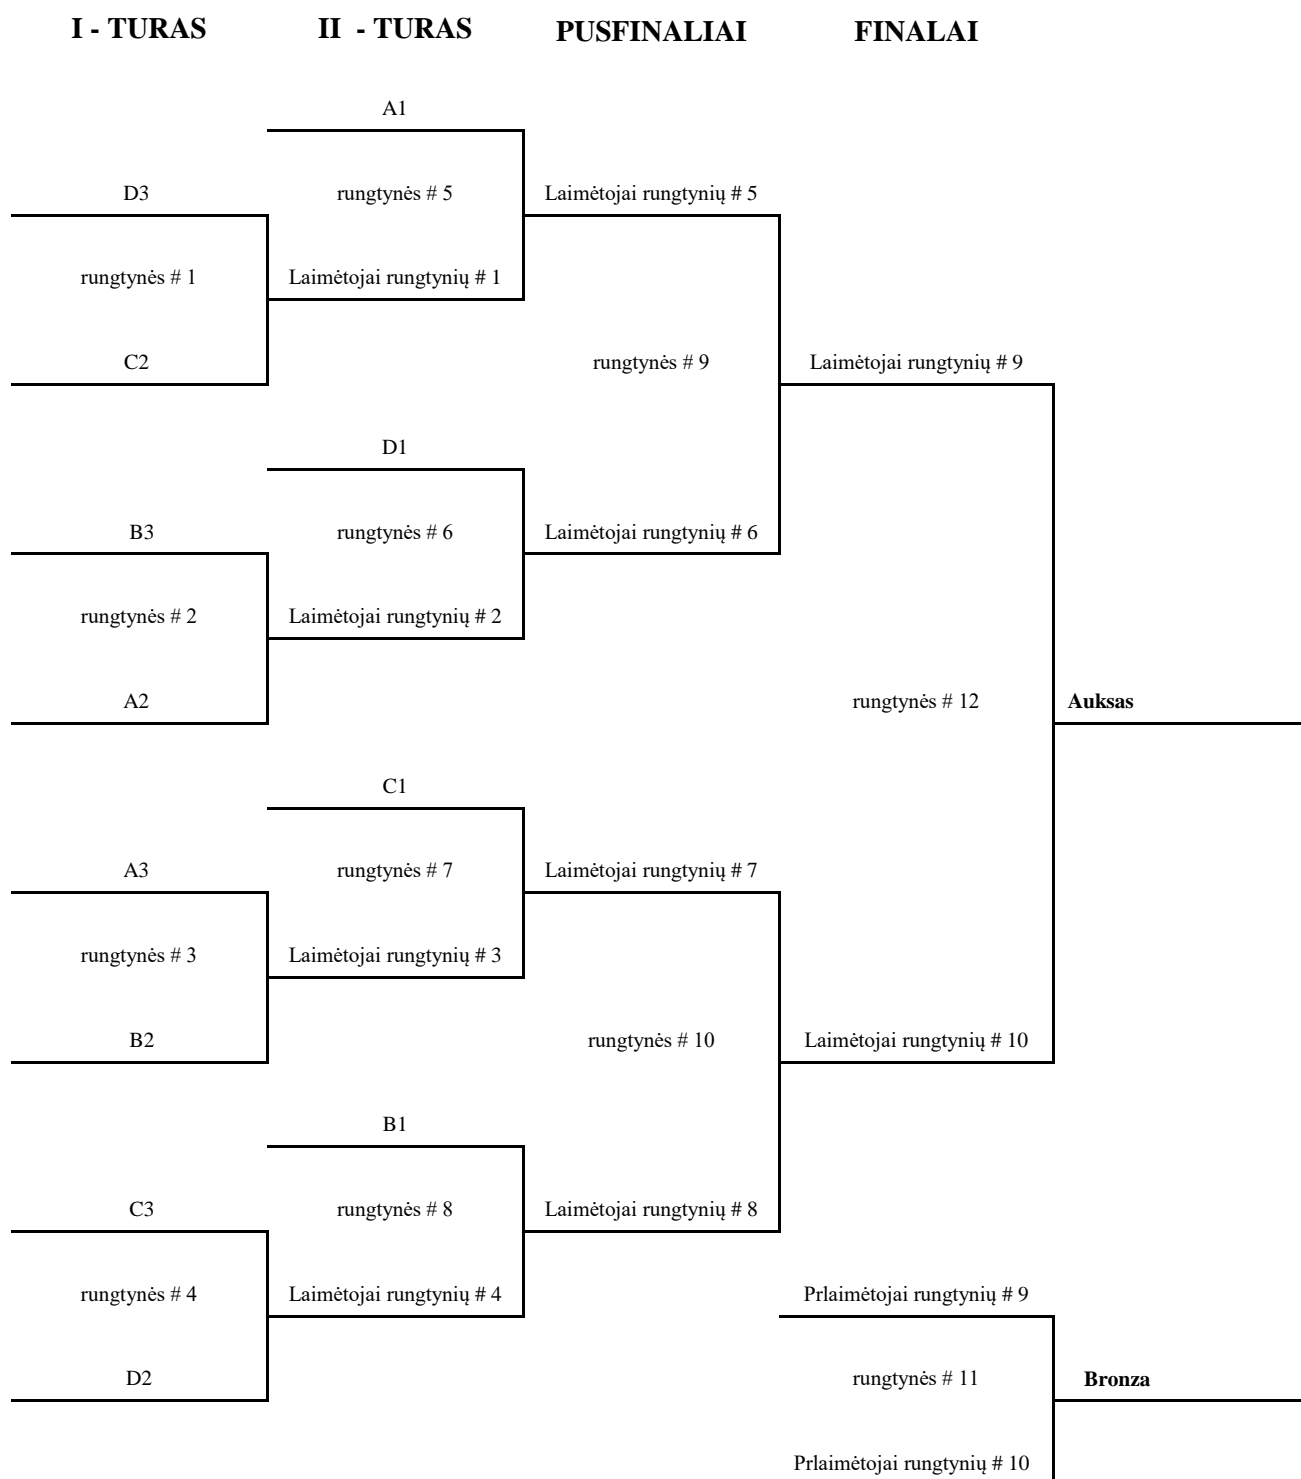 I - TURAS
II - TURAS
PUSFINALIAI
FINALAI
A1
D3
rungtynės # 5
Laimėtojai rungtynių # 5
rungtynės # 1
Laimėtojai rungtynių # 1
C2
rungtynės # 9
Laimėtojai rungtynių # 9
D1
B3
rungtynės # 6
Laimėtojai rungtynių # 6
rungtynės # 2
Laimėtojai rungtynių # 2
A2
rungtynės # 12
Auksas
C1
A3
rungtynės # 7
Laimėtojai rungtynių # 7
rungtynės # 3
Laimėtojai rungtynių # 3
B2
rungtynės # 10
Laimėtojai rungtynių # 10
B1
C3
rungtynės # 8
Laimėtojai rungtynių # 8
rungtynės # 4
Laimėtojai rungtynių # 4
Prlaimėtojai rungtynių # 9
D2
rungtynės # 11
Bronza
Prlaimėtojai rungtynių # 10